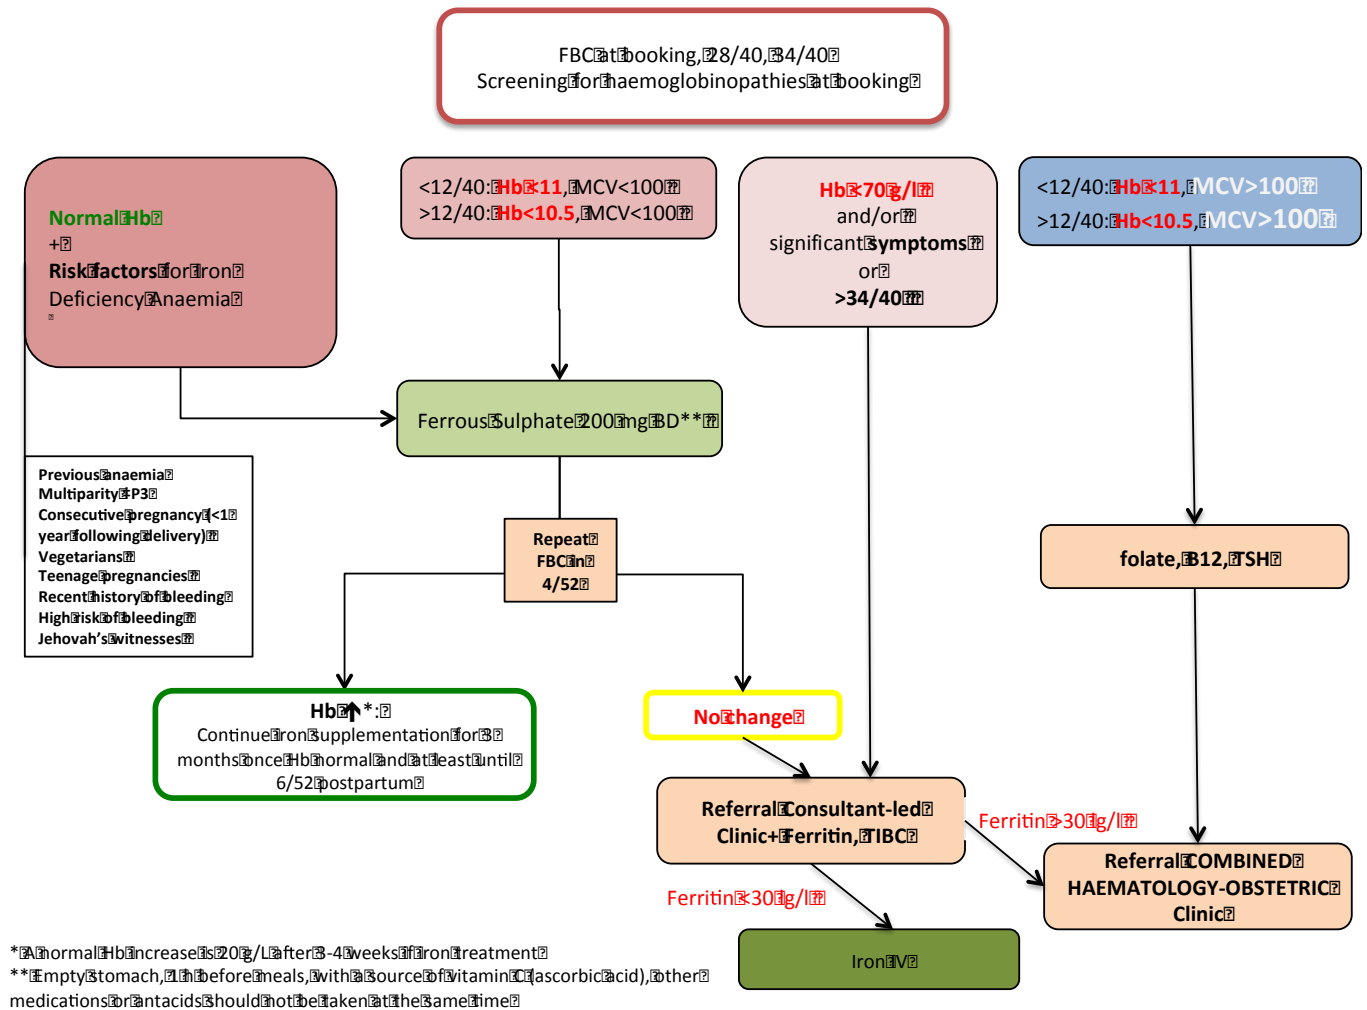 FBC at booking, 28/40, 34/40
Screening for haemoglobinopathies at booking
Normal Hb
+
Risk factors for Iron
Deficiency Anaemia
<12/40: Hb <11, MCV<100
>12/40: Hb<10.5, MCV<100
Hb <70 g/l
and/or
significant symptoms
or
>34/40
<12/40: Hb <11, MCV>100
>12/40: Hb<10.5, MCV>100
Ferrous Sulphate 200 mg BD**
Previous anaemia
Multiparity P3
Consecutive pregnancy (<1
year following delivery)
Vegetarians
Teenage pregnancies
Recent history of bleeding
High risk of bleeding
Jehovah's witnesses
Repeat
FBC in
4/52
folate, B12, TSH
Hb ↑ *:
Continue iron supplementation for 3
months once Hb normal and at least until
6/52 postpartum
No change
Referral Consultant-led
Clinic+ Ferritin, TIBC
Ferritin >30 g/l
Referral COMBINED
HAEMATOLOGY-OBSTETRIC
Clinic
Ferritin <30 g/l
Iron IV
* A normal Hb increase is 20 g/L after 3-4 weeks if iron treatment
** Empty stomach, 1 h before meals, with a source of vitamin C (ascorbic acid), other
medications or antacids should not be taken at the same time